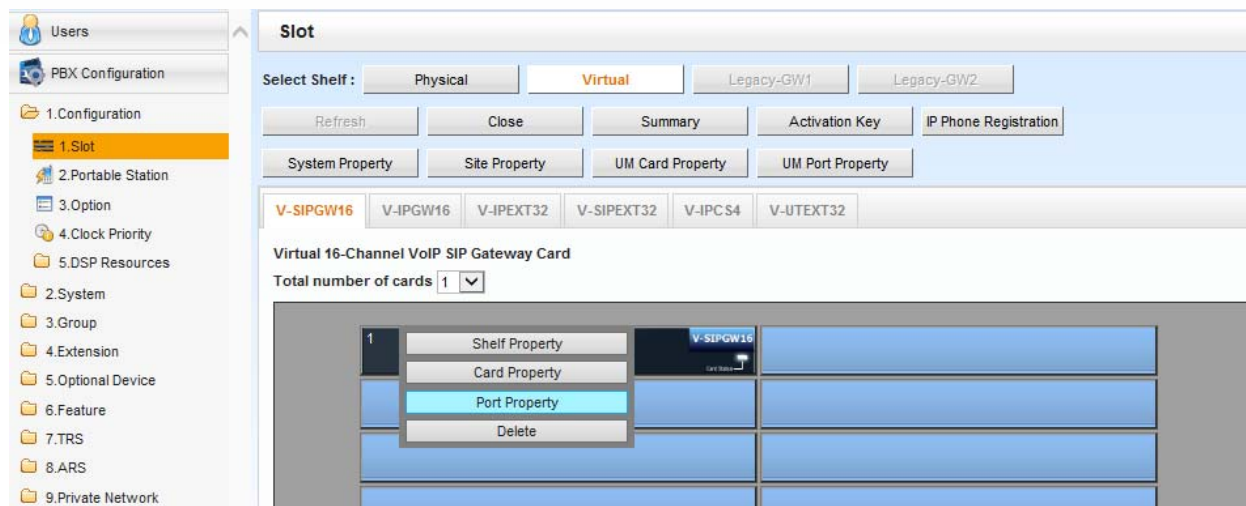 Users
PBX Configuration
1.Configuration
1.Slot
2.Portable Station
3.Option
4.Clock Priority
5.DSP Resources
2.System
3.Group
4.Extension
5.Optional Device
6.Feature
7.TRS
8.ARS
9.Private Network
Slot
Select Shelf : Physical Virtual Legacy-GW1 Legacy-GW2
Refresh Close Summary Activation Key IP Phone Registration
System Property Site Property UM Card Property UM Port Property
V-SIPGW16 V-IPGW16 V-IPEXT32 V-SIPEXT32 V-IPCS4 V-UTEXT32
Virtual 16-Channel VoIP SIP Gateway Card
Total number of cards 1
1 V-SIPGW16
Card Status
Shelf Property
Card Property
Port Property
Delete